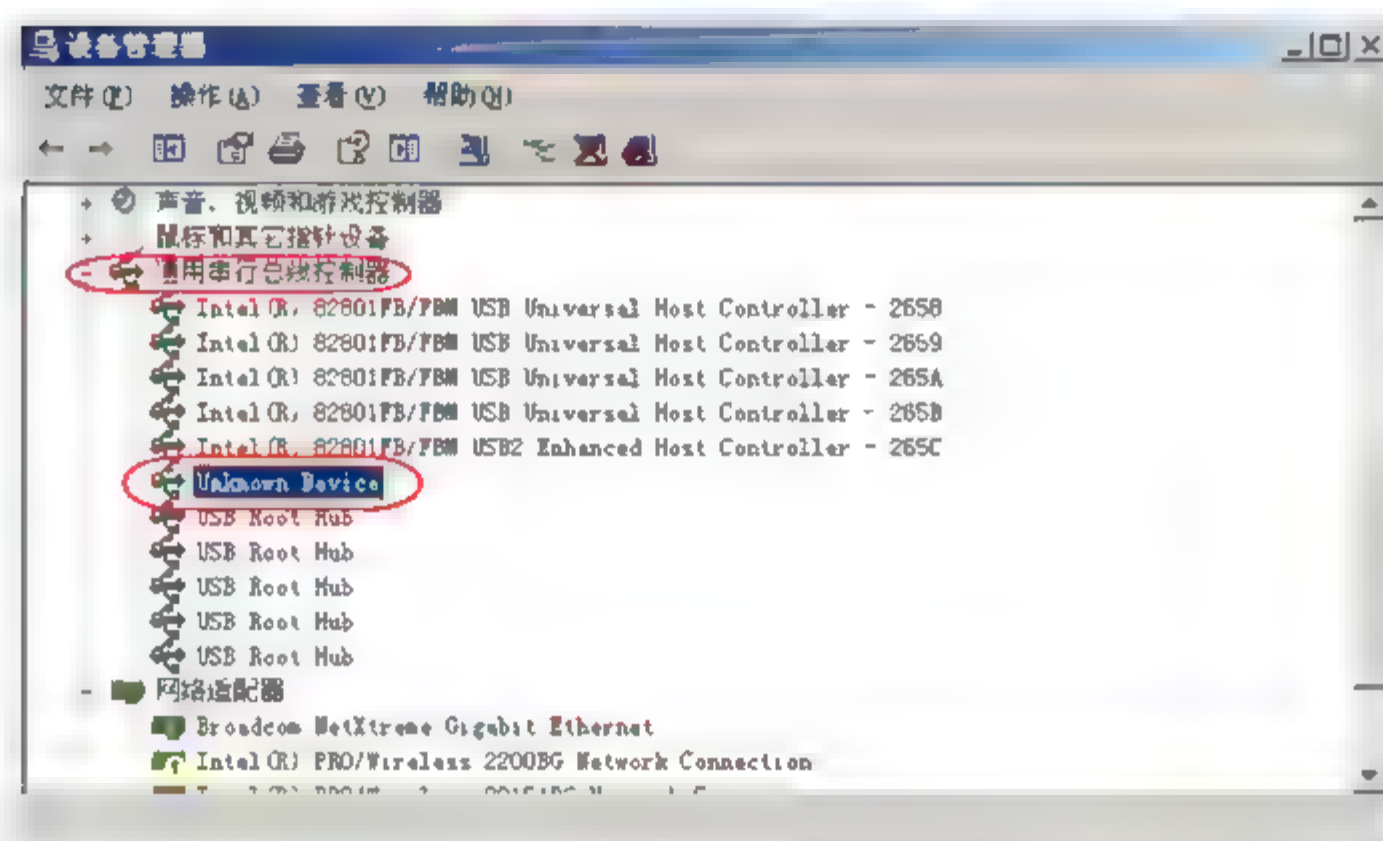 设备管理器
文件(F) 操作(A) 查看(V) 帮助(H)
声音、视频和游戏控制器
鼠标和其它指针设备
通用串行总线控制器
Intel(R) 82801FB/FBM USB Universal Host Controller - 2658
Intel(R) 82801FB/FBM USB Universal Host Controller - 2659
Intel(R) 82801FB/FBM USB Universal Host Controller - 265A
Intel(R) 82801FB/FBM USB Universal Host Controller - 265B
Intel(R) 82801FB/FBM USB2 Enhanced Host Controller - 265C
Unknown Device
USB Root Hub
USB Root Hub
USB Root Hub
USB Root Hub
USB Root Hub
网络适配器
Broadcom NetXtreme Gigabit Ethernet
Intel(R) PRO/Wireless 2200BG Network Connection